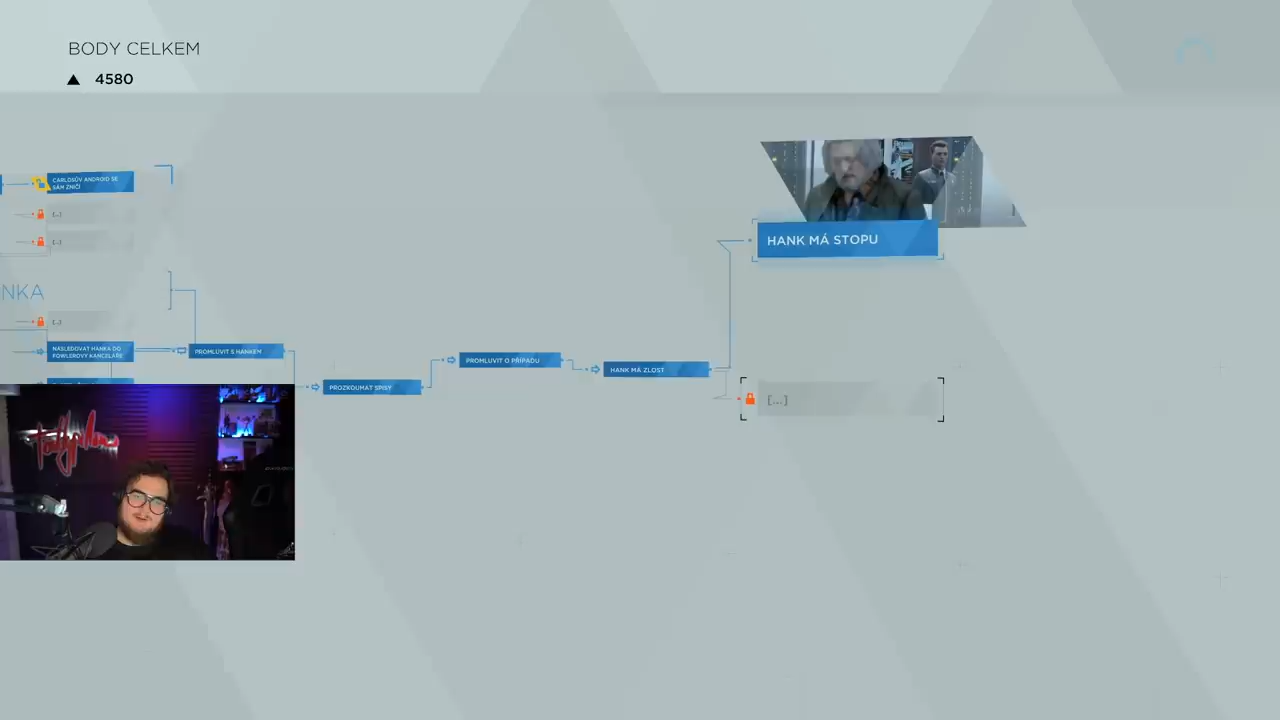 BODY CELKEM
4580
CARLOSŮV ANDROID SE
SÁM ZNIČÍ
[...]
[...]
NKA
[...]
NÁSLEDOVAT HANKA DO
FOWLEROVY KANCELÁŘE
PROMLUVIT S HANKEM
PROZKOUMAT SPISY
PROMLUVIT O PŘÍPADU
HANK MÁ ZLOST
HANK MÁ STOPU
[...]